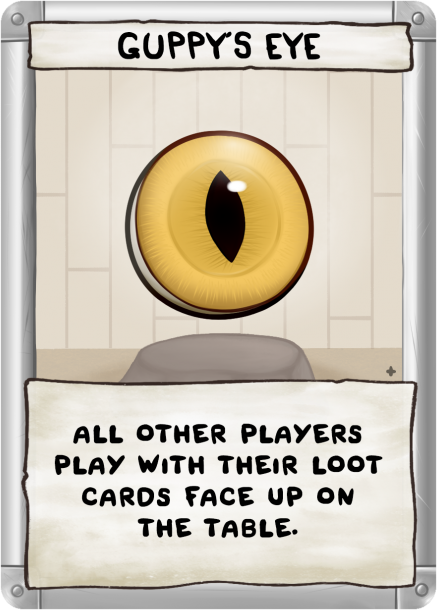 GUPPY'S EYE
ALL OTHER PLAYERS
PLAY WITH THEIR LOOT
CARDS FACE UP ON
THE TABLE.